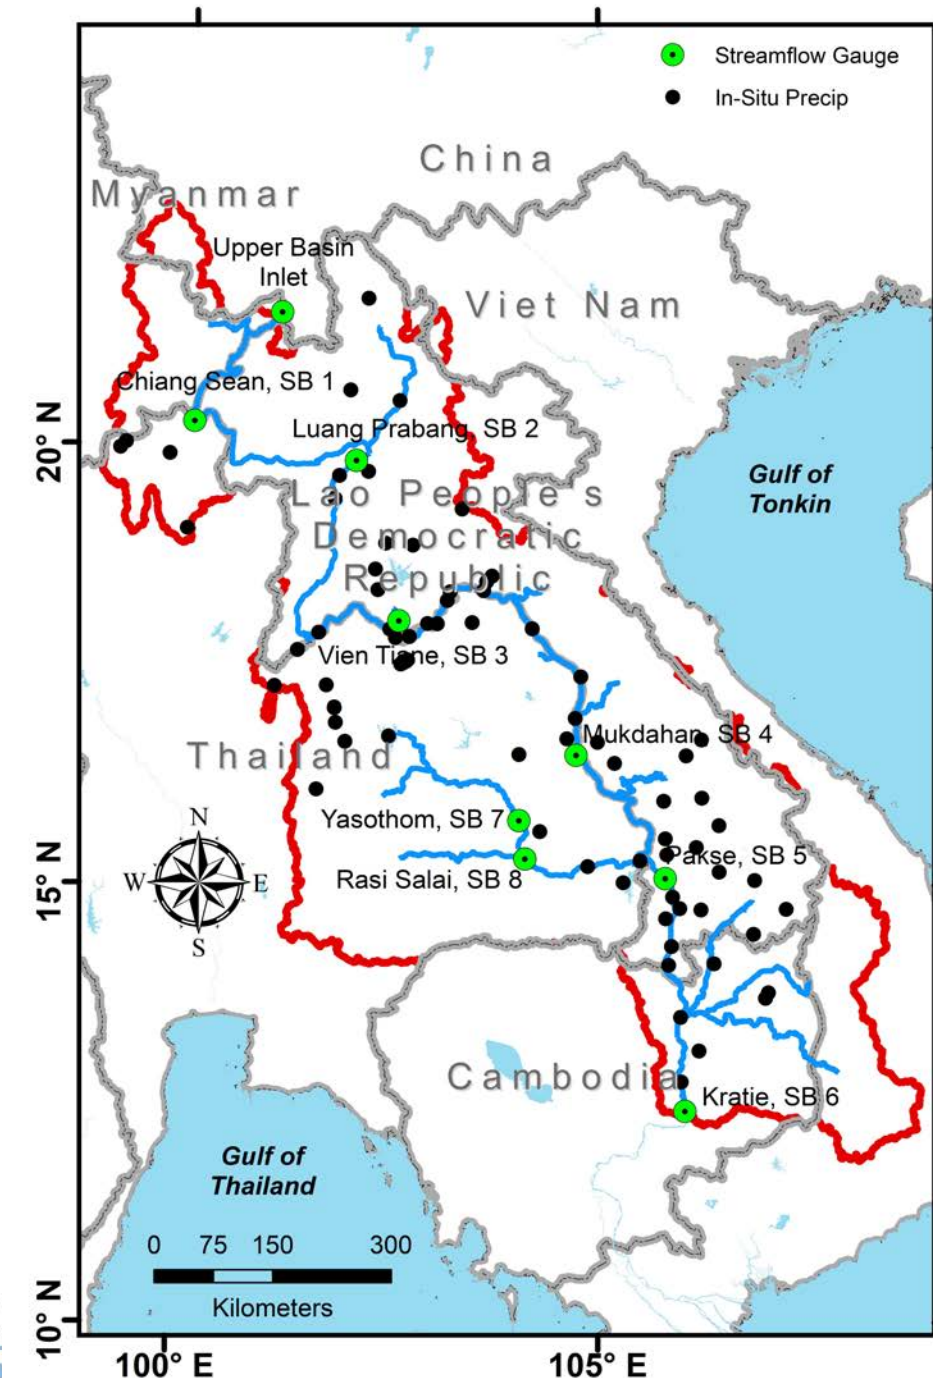 Streamflow Gauge
In-Situ Precip
China
Myanmar
Upper Basin
Inlet
Viet Nam
Chiang Sean, SB 1
Luang Prabang, SB 2
20° N
Gulf of
Tonkin
Lao People's
Democratic
Republic
Vien Tiane, SB 3
Mukdahan, SB 4
Thailand
Yasothom, SB 7
N
W
E
S
15° N
Pakse, SB 5
Rasi Salai, SB 8
Cambodia
Kratie, SB 6
Gulf of
Thailand
0 75 150 300
Kilometers
10° N
100° E 105° E